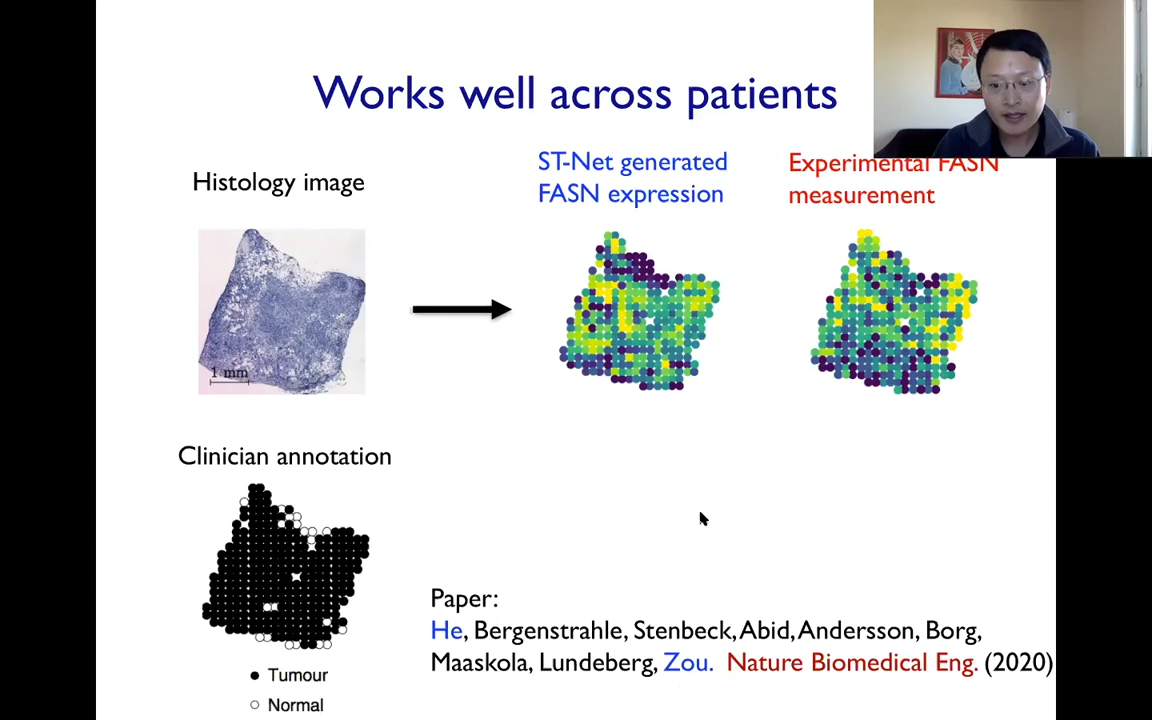 Works well across patients
Histology image
ST-Net generated
FASN expression
Experimental FASN
measurement
1 mm
Clinician annotation
Tumour
Normal
Paper:
He, Bergenstrahle, Stenbeck, Abid, Andersson, Borg,
Maaskola, Lundeberg, Zou. Nature Biomedical Eng. (2020)